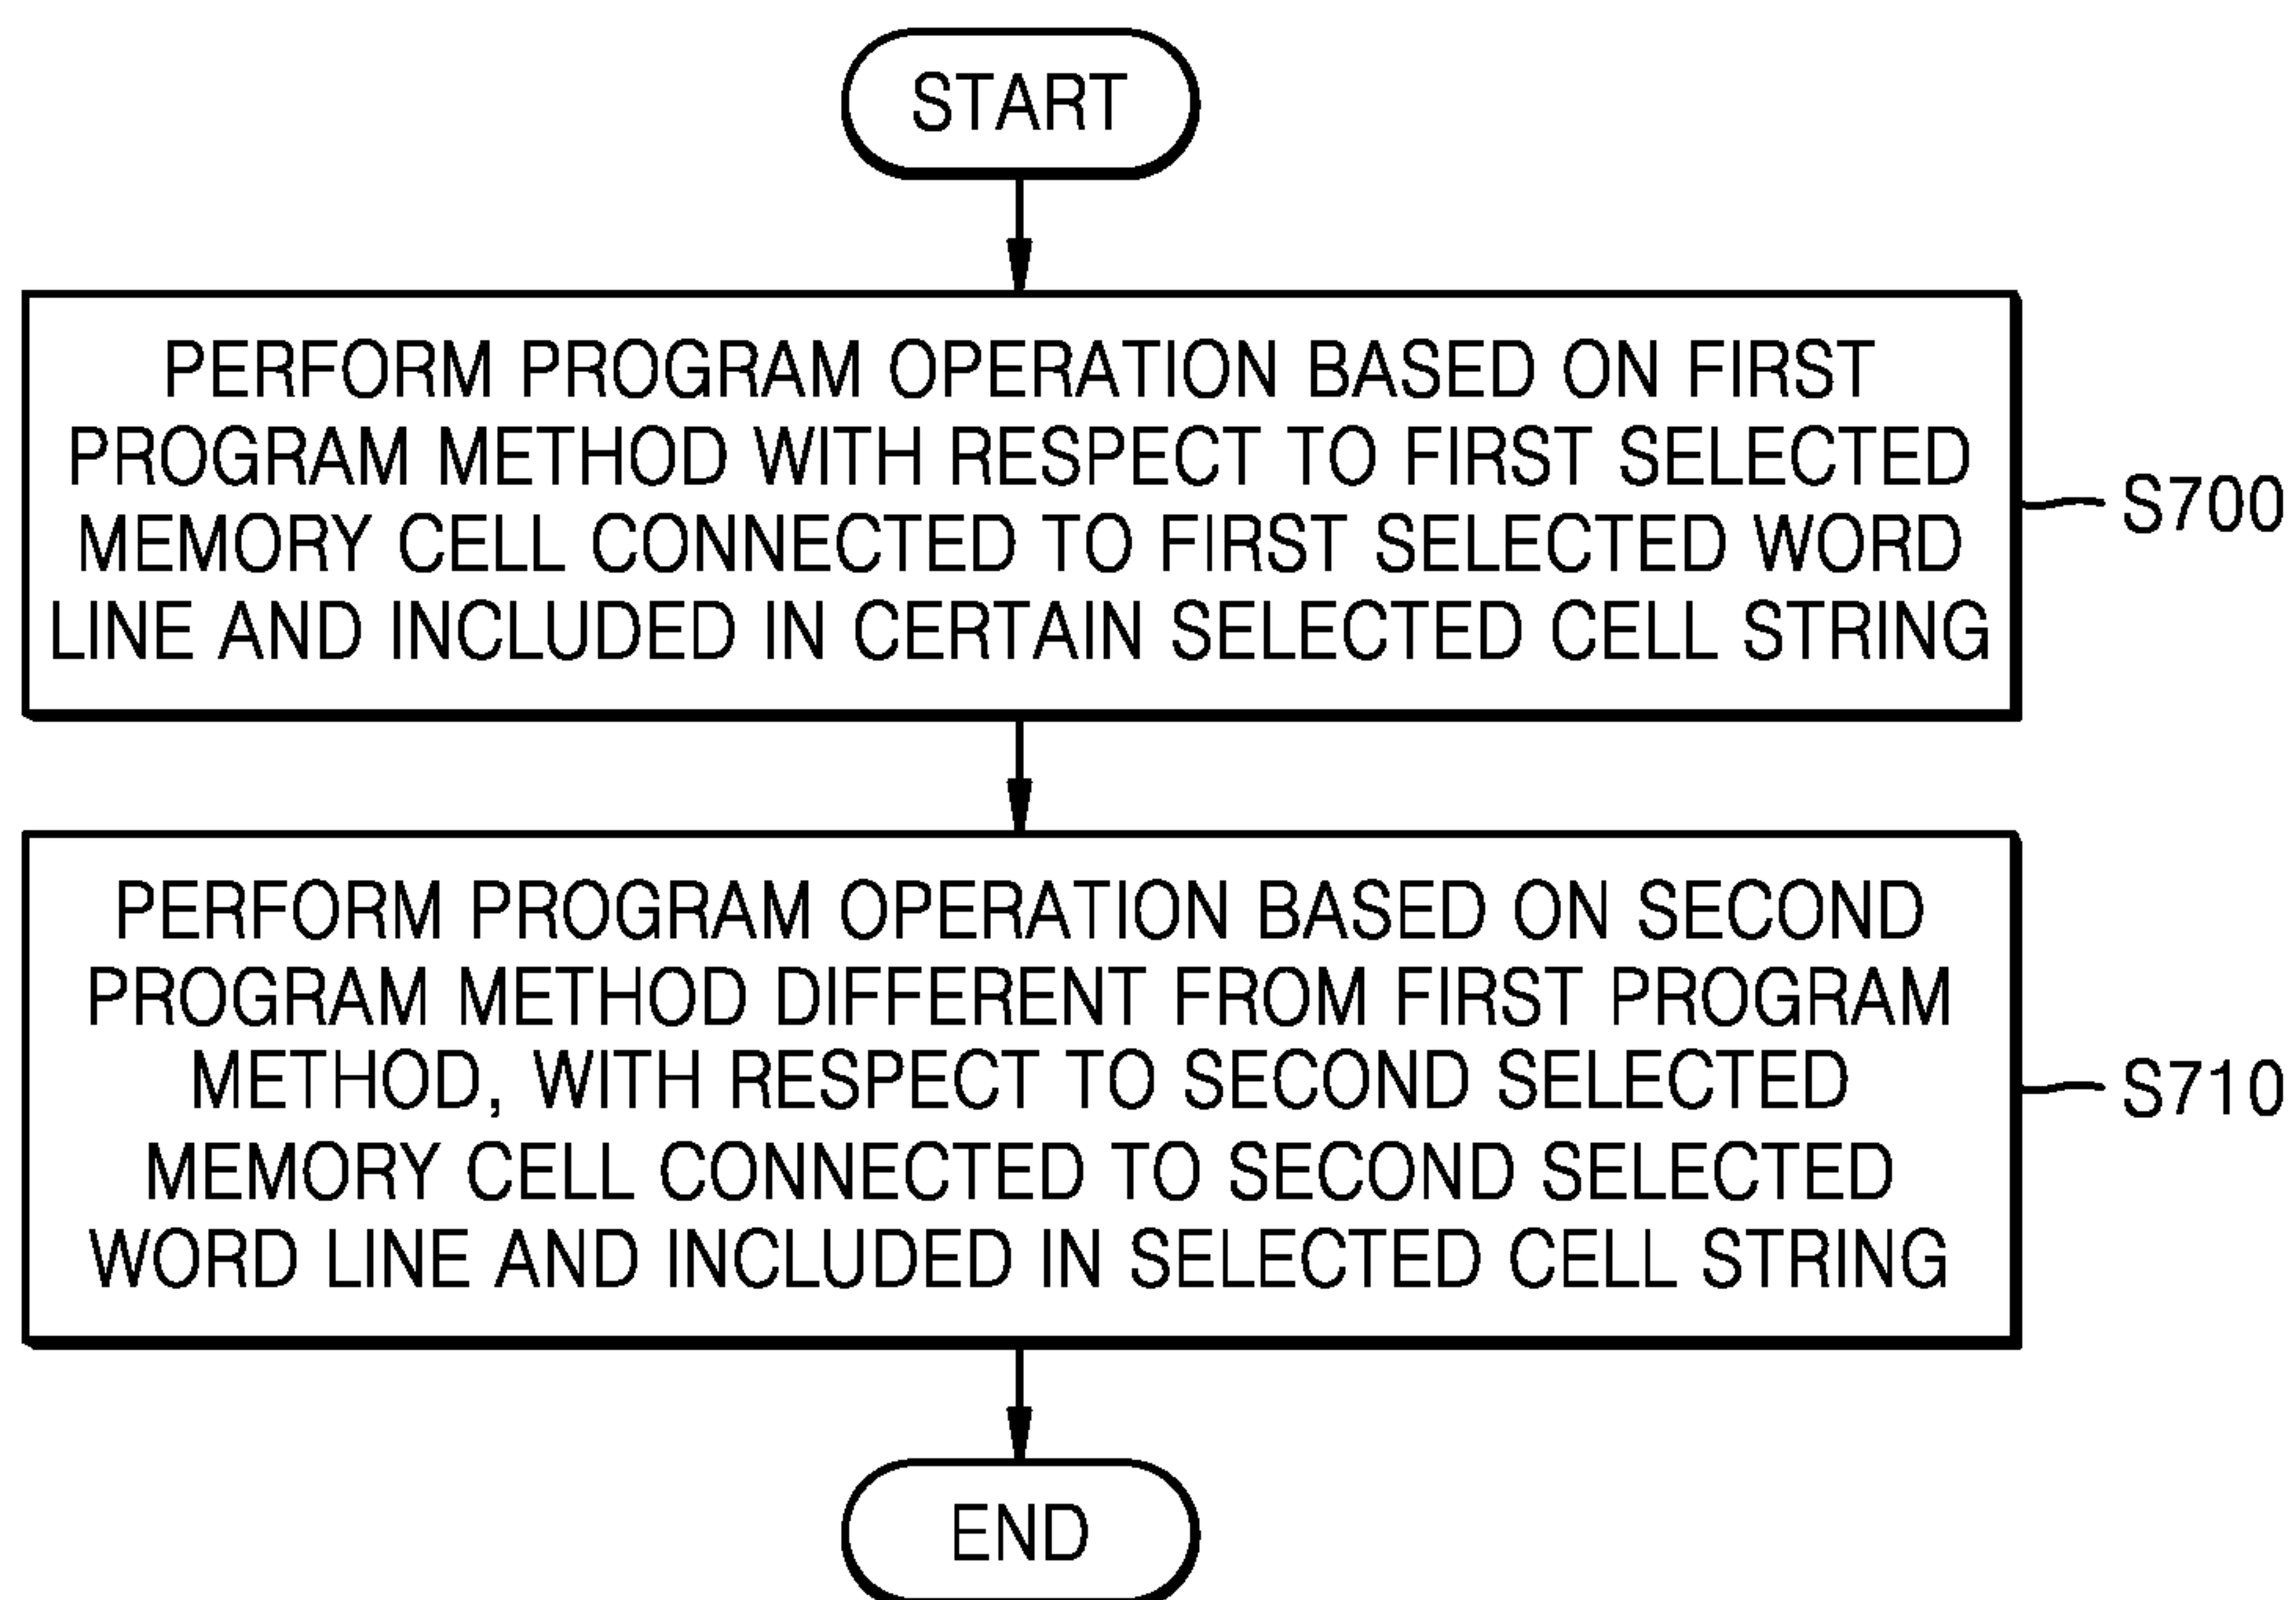 START
PERFORM PROGRAM OPERATION BASED ON FIRST
PROGRAM METHOD WITH RESPECT TO FIRST SELECTED
MEMORY CELL CONNECTED TO FIRST SELECTED WORD
LINE AND INCLUDED IN CERTAIN SELECTED CELL STRING
S700
PERFORM PROGRAM OPERATION BASED ON SECOND
PROGRAM METHOD DIFFERENT FROM FIRST PROGRAM
METHOD, WITH RESPECT TO SECOND SELECTED
MEMORY CELL CONNECTED TO SECOND SELECTED
WORD LINE AND INCLUDED IN SELECTED CELL STRING
S710
END